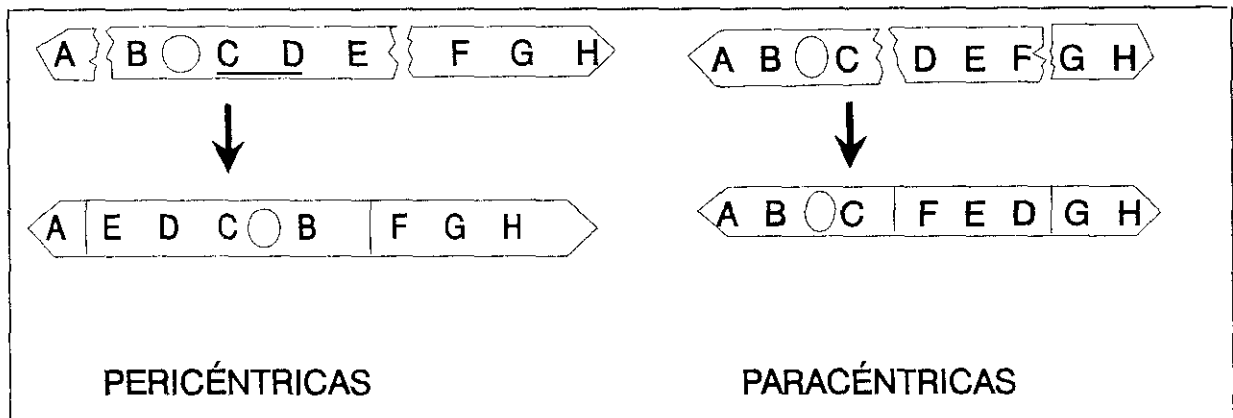 A B C D E F G H
A B C D E F G H
A E D C B F G H
A B C F E D G H
PERICÉNTRICAS
PARACÉNTRICAS